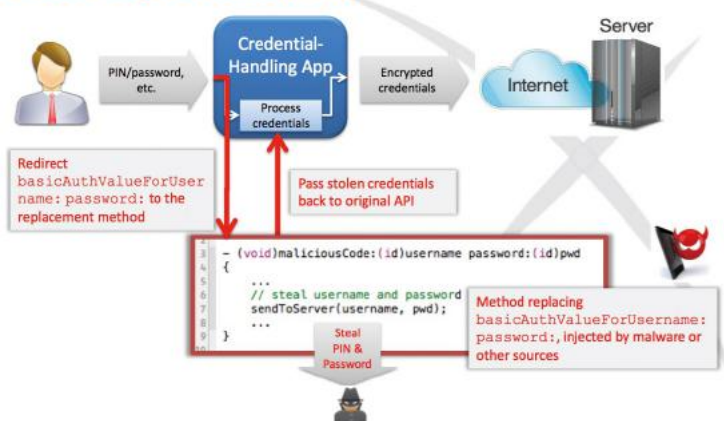 Server
Credential-
Handling App
PIN/password,
etc.
Process
credentials
Encrypted
credentials
Internet
Redirect
basicAuthValueForUser
name: password: to the
replacement method
Pass stolen credentials
back to original API
2
3 - (void)maliciousCode:(id)username password:(id)pwd
4 {
5 ...
6 // steal username and password
7 sendToServer(username, pwd);
8 ...
9 }
10
Method replacing
basicAuthValueForUsername:
password:, injected by malware or
other sources
Steal
PIN &
Password